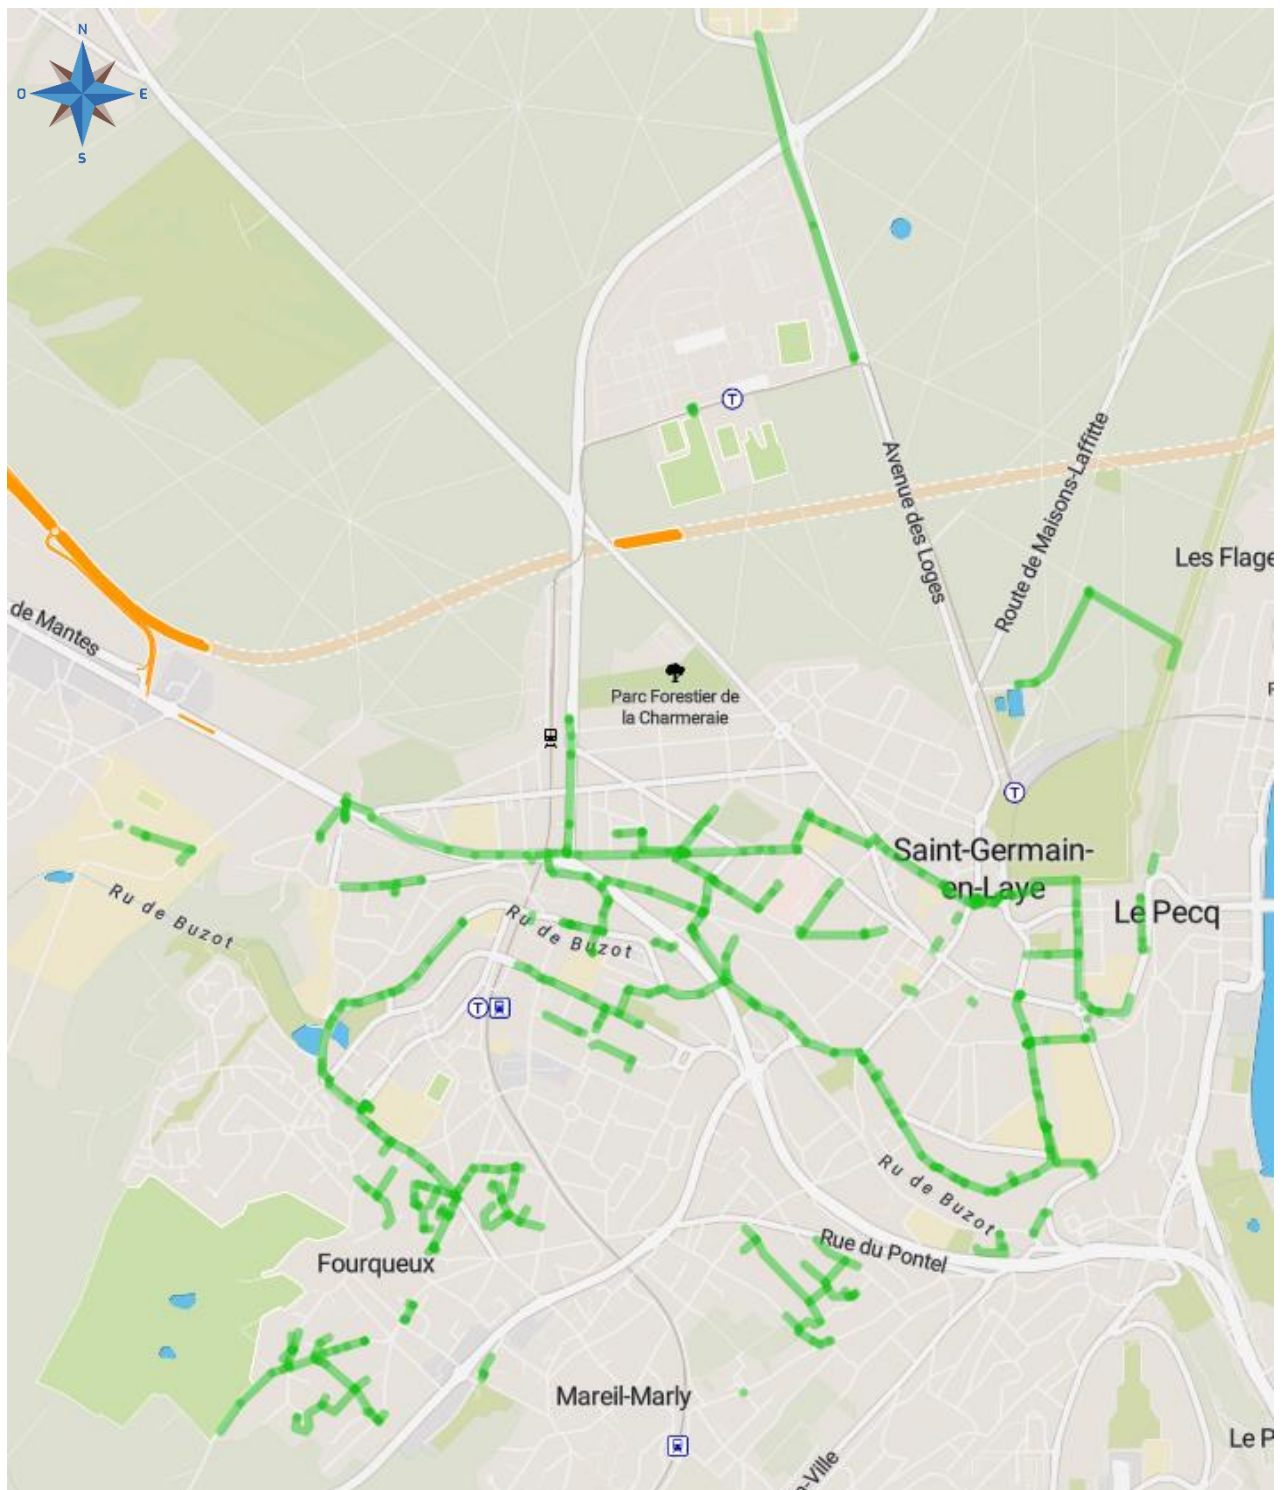 N
O E
S
Avenue des Loges
Route de Maisons-Laffitte
Les Flage
de Mantes
Parc Forestier de
la Charmeraie
T
T
Saint-Germain-
en-Laye
Le Pecq
Ru de Buzot
Ru de Buzot
T
Ru de Buzot
Rue du Pontel
Fourqueux
Mareil-Marly
Le P
-Ville